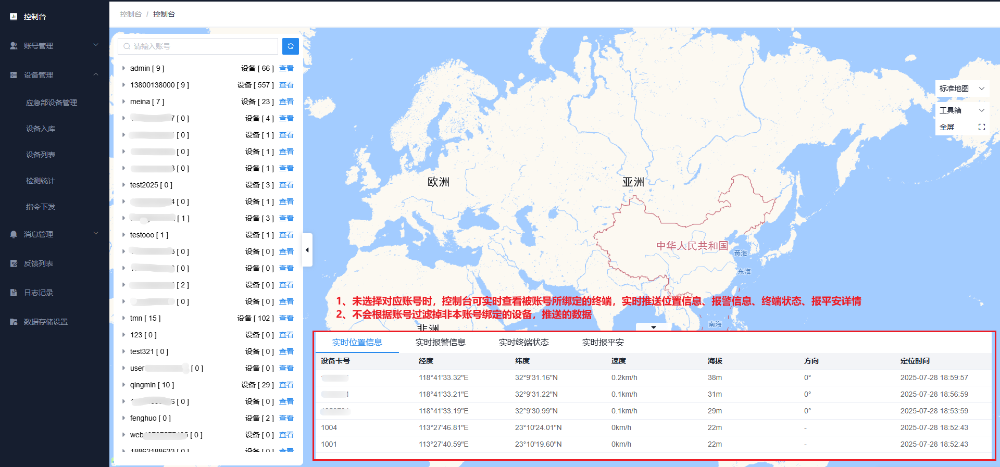 控制台
账号管理
设备管理
应急部设备管理
设备入库
设备列表
检测统计
指令下发
消息管理
反馈列表
日志记录
数据存储设置
控制台 / 控制台
请输入账号
admin [ 9 ] 设备 [ 66 ] 查看
13800138000 [ 9 ] 设备 [ 557 ] 查看
meina [ 7 ] 设备 [ 23 ] 查看
7 [ 0 ] 设备 [ 4 ] 查看
[ 0 ] 设备 [ 1 ] 查看
[ 0 ] 设备 [ 1 ] 查看
[ 0 ] 设备 [ 1 ] 查看
test2025 [ 0 ] 设备 [ 3 ] 查看
4 [ 0 ] 设备 [ 1 ] 查看
[ 1 ] 设备 [ 3 ] 查看
testooo [ 1 ] 设备 [ 1 ] 查看
[ 0 ] 设备 [ 0 ] 查看
[ 0 ] 设备 [ 0 ] 查看
[ 2 ] 设备 [ 0 ] 查看
[ 0 ] 设备 [ 0 ] 查看
tmn [ 15 ] 设备 [ 102 ] 查看
123 [ 0 ] 设备 [ 0 ] 查看
test321 [ 0 ] 设备 [ 0 ] 查看
user [ 0 ] 设备 [ 0 ] 查看
qingmin [ 10 ] 设备 [ 29 ] 查看
6 [ 0 ] 设备 [ 0 ] 查看
fenghuo [ 0 ] 设备 [ 2 ] 查看
web [ 0 ] 设备 [ 0 ] 查看
18862188633 [ 0 ] 设备 [ 0 ] 查看
标准地图
工具箱
全屏
欧洲
亚洲
中华人民共和国
黄海
东海
1、未选择对应账号时，控制台可实时查看被账号所绑定的终端，实时推送位置信息、报警信息、终端状态、报平安详情
2、不会根据账号过滤掉非本账号绑定的设备，推送的数据
南海
非洲
实时位置信息 实时报警信息 实时终端状态 实时报平安
设备卡号 经度 纬度 速度 海拔 方向 定位时间
118°41'33.32"E 32°9'31.16"N 0.2km/h 38m 0° 2025-07-28 18:59:57
118°41'33.21"E 32°9'31.22"N 0.1km/h 31m 0° 2025-07-28 18:56:59
118°41'33.19"E 32°9'30.99"N 0.1km/h 29m 0° 2025-07-28 18:53:59
1004 113°27'46.81"E 23°10'24.01"N 0km/h 22m - 2025-07-28 18:52:43
1001 113°27'40.59"E 23°10'19.60"N 0km/h 22m - 2025-07-28 18:52:43